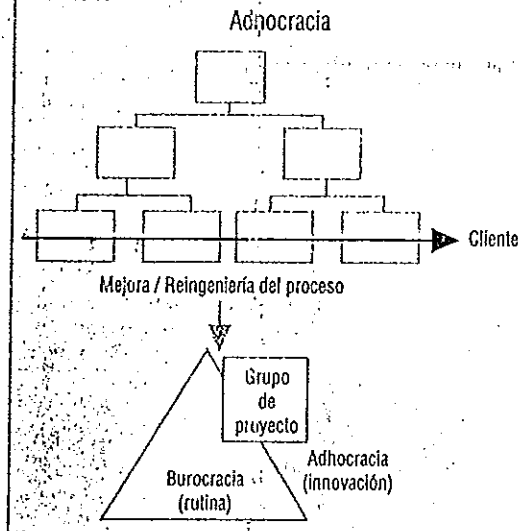 Adhocracia
Cliente
Mejora / Reingeniería del proceso
Grupo
de
proyecto
Burocracia
(rutina)
Adhocracia
(innovación)